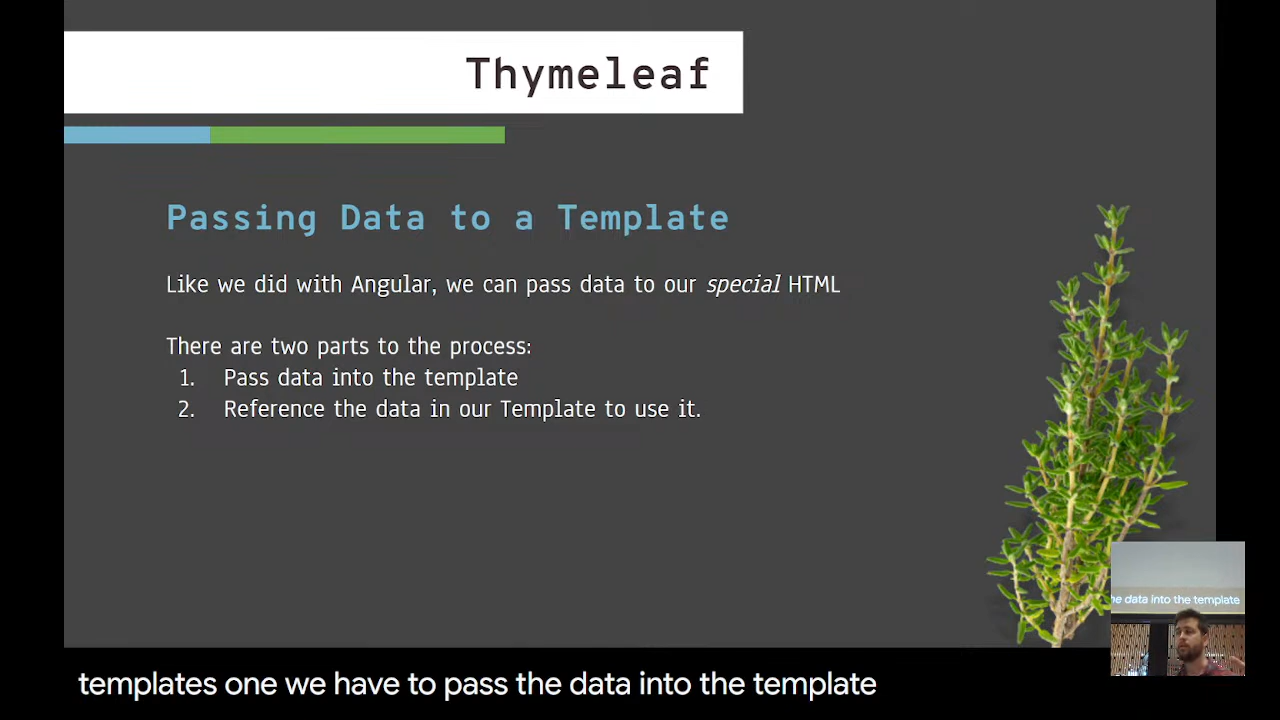 Thymeleaf
Passing Data to a Template
Like we did with Angular, we can pass data to our special HTML
There are two parts to the process:
1. Pass data into the template
2. Reference the data in our Template to use it.
he data into the template
templates one we have to pass the data into the template